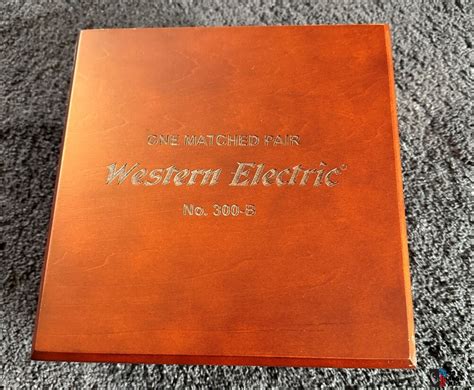 ONE MATCHED PAIR
Western Electric®
No. 300-B